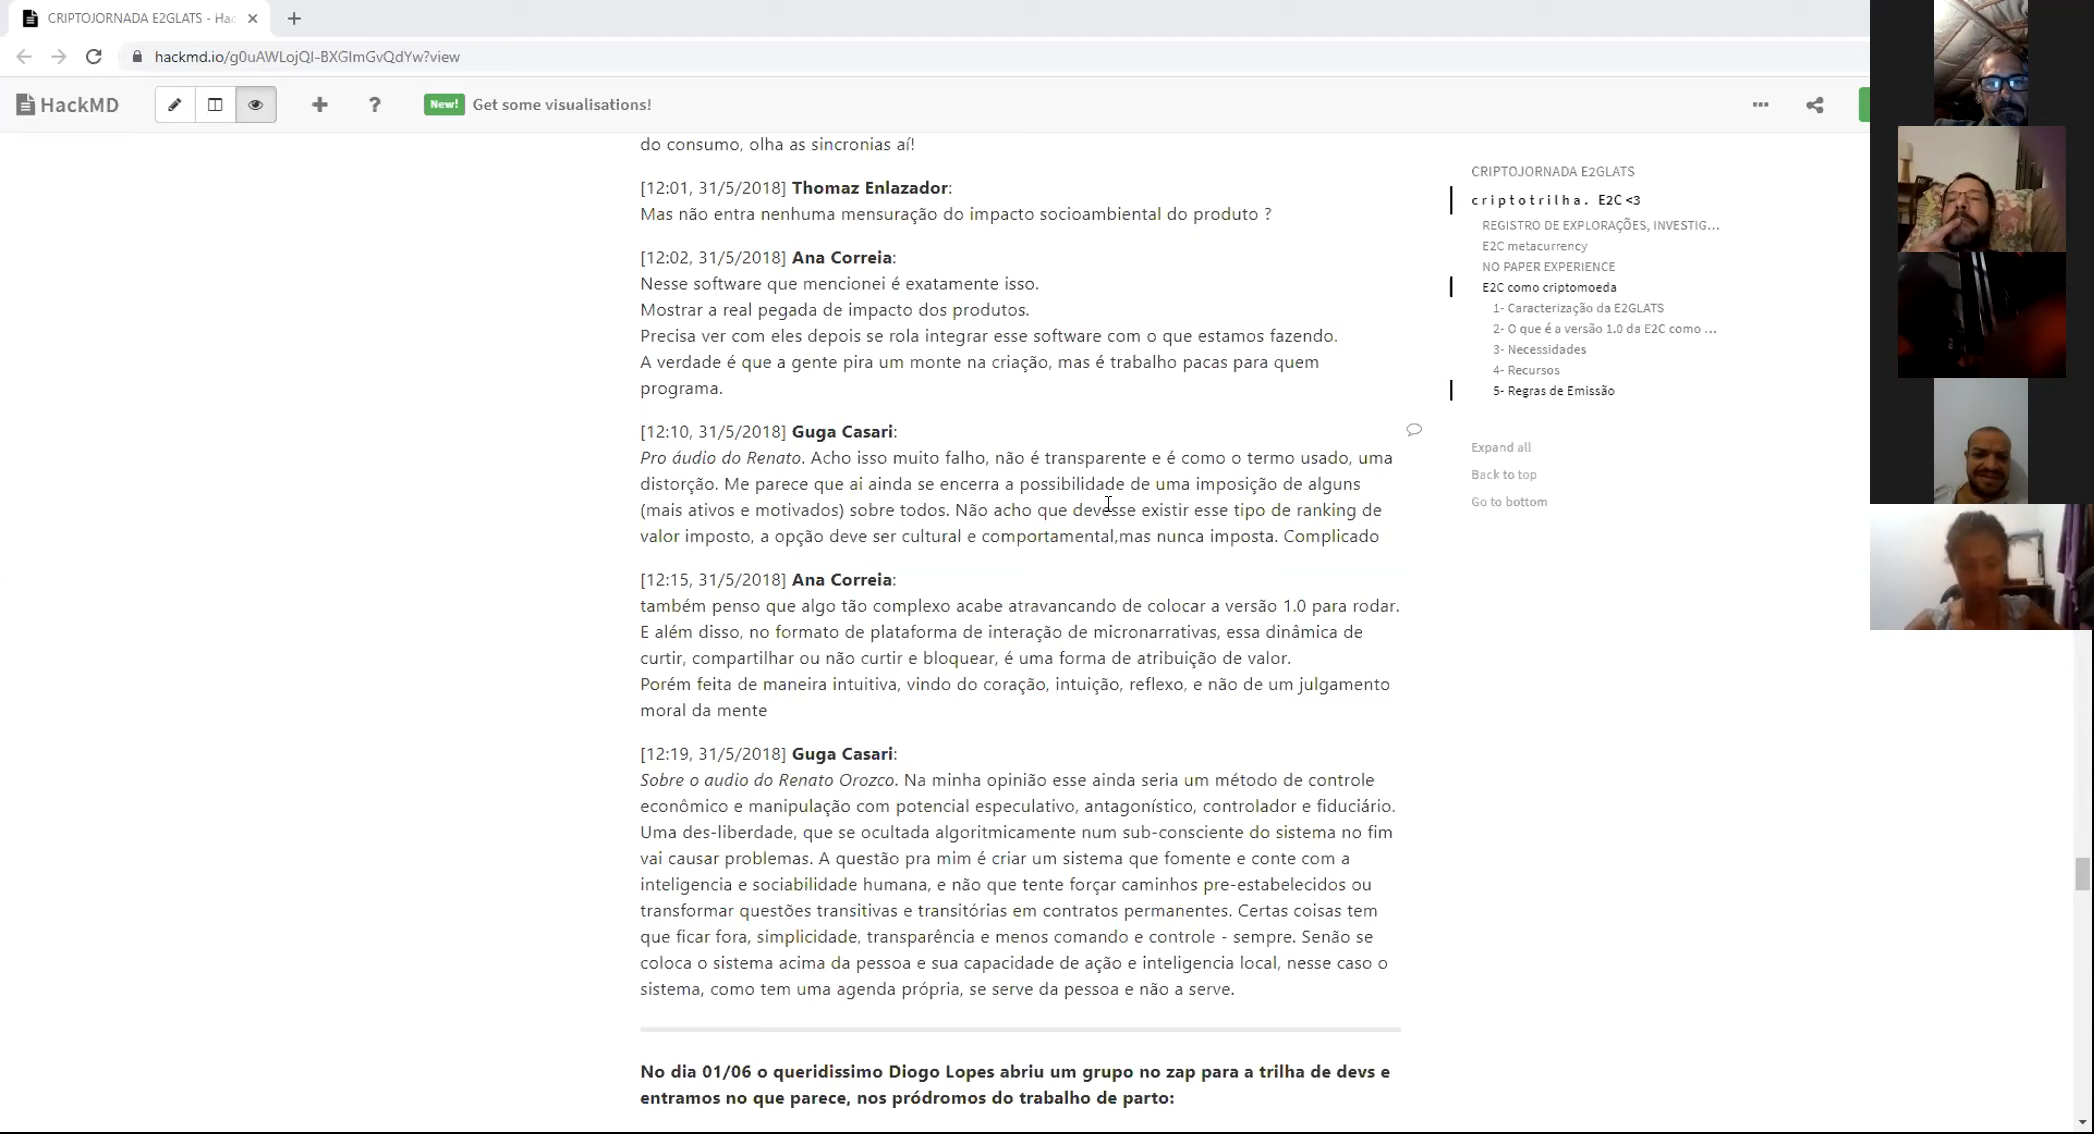 CRIPTOJORNADA E2GLATS - Hac
hackmd.io/g0uAWLojQI-BXGImGvQdYw?view
HackMD
New! Get some visualisations!
do consumo, olha as sincronias aí!
[12:01, 31/5/2018] Thomaz Enlazador:
Mas não entra nenhuma mensuração do impacto socioambiental do produto ?
[12:02, 31/5/2018] Ana Correia:
Nesse software que mencionei é exatamente isso.
Mostrar a real pegada de impacto dos produtos.
Precisa ver com eles depois se rola integrar esse software com o que estamos fazendo.
A verdade é que a gente pira um monte na criação, mas é trabalho pacas para quem
programa.
[12:10, 31/5/2018] Guga Casari:
Pro áudio do Renato. Acho isso muito falho, não é transparente e é como o termo usado, uma
distorção. Me parece que ai ainda se encerra a possibilidade de uma imposição de alguns
(mais ativos e motivados) sobre todos. Não acho que devesse existir esse tipo de ranking de
valor imposto, a opção deve ser cultural e comportamental,mas nunca imposta. Complicado
[12:15, 31/5/2018] Ana Correia:
também penso que algo tão complexo acabe atravancando de colocar a versão 1.0 para rodar.
E além disso, no formato de plataforma de interação de micronarrativas, essa dinâmica de
curtir, compartilhar ou não curtir e bloquear, é uma forma de atribuição de valor.
Porém feita de maneira intuitiva, vindo do coração, intuição, reflexo, e não de um julgamento
moral da mente
[12:19, 31/5/2018] Guga Casari:
Sobre o audio do Renato Orozco. Na minha opinião esse ainda seria um método de controle
econômico e manipulação com potencial especulativo, antagonístico, controlador e fiduciário.
Uma des-liberdade, que se ocultada algoritmicamente num sub-consciente do sistema no fim
vai causar problemas. A questão pra mim é criar um sistema que fomente e conte com a
inteligencia e sociabilidade humana, e não que tente forçar caminhos pre-estabelecidos ou
transformar questões transitivas e transitórias em contratos permanentes. Certas coisas tem
que ficar fora, simplicidade, transparência e menos comando e controle - sempre. Senão se
coloca o sistema acima da pessoa e sua capacidade de ação e inteligencia local, nesse caso o
sistema, como tem uma agenda própria, se serve da pessoa e não a serve.
No dia 01/06 o queridissimo Diogo Lopes abriu um grupo no zap para a trilha de devs e
entramos no que parece, nos pródromos do trabalho de parto:
CRIPTOJORNADA E2GLATS
criptotrilha. E2C <3
REGISTRO DE EXPLORAÇÕES, INVESTIG...
E2C metacurrency
NO PAPER EXPERIENCE
E2C como criptomoeda
1- Caracterização da E2GLATS
2- O que é a versão 1.0 da E2C como ...
3- Necessidades
4- Recursos
5- Regras de Emissão
Expand all
Back to top
Go to bottom